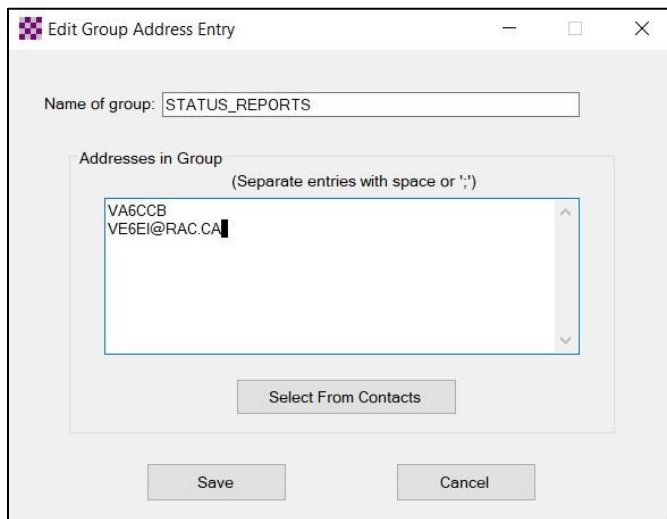 Edit Group Address Entry
Name of group: STATUS_REPORTS
Addresses in Group
(Separate entries with space or ';')
VA6CCB
VE6EI@RAC.CA
Select From Contacts
Save Cancel